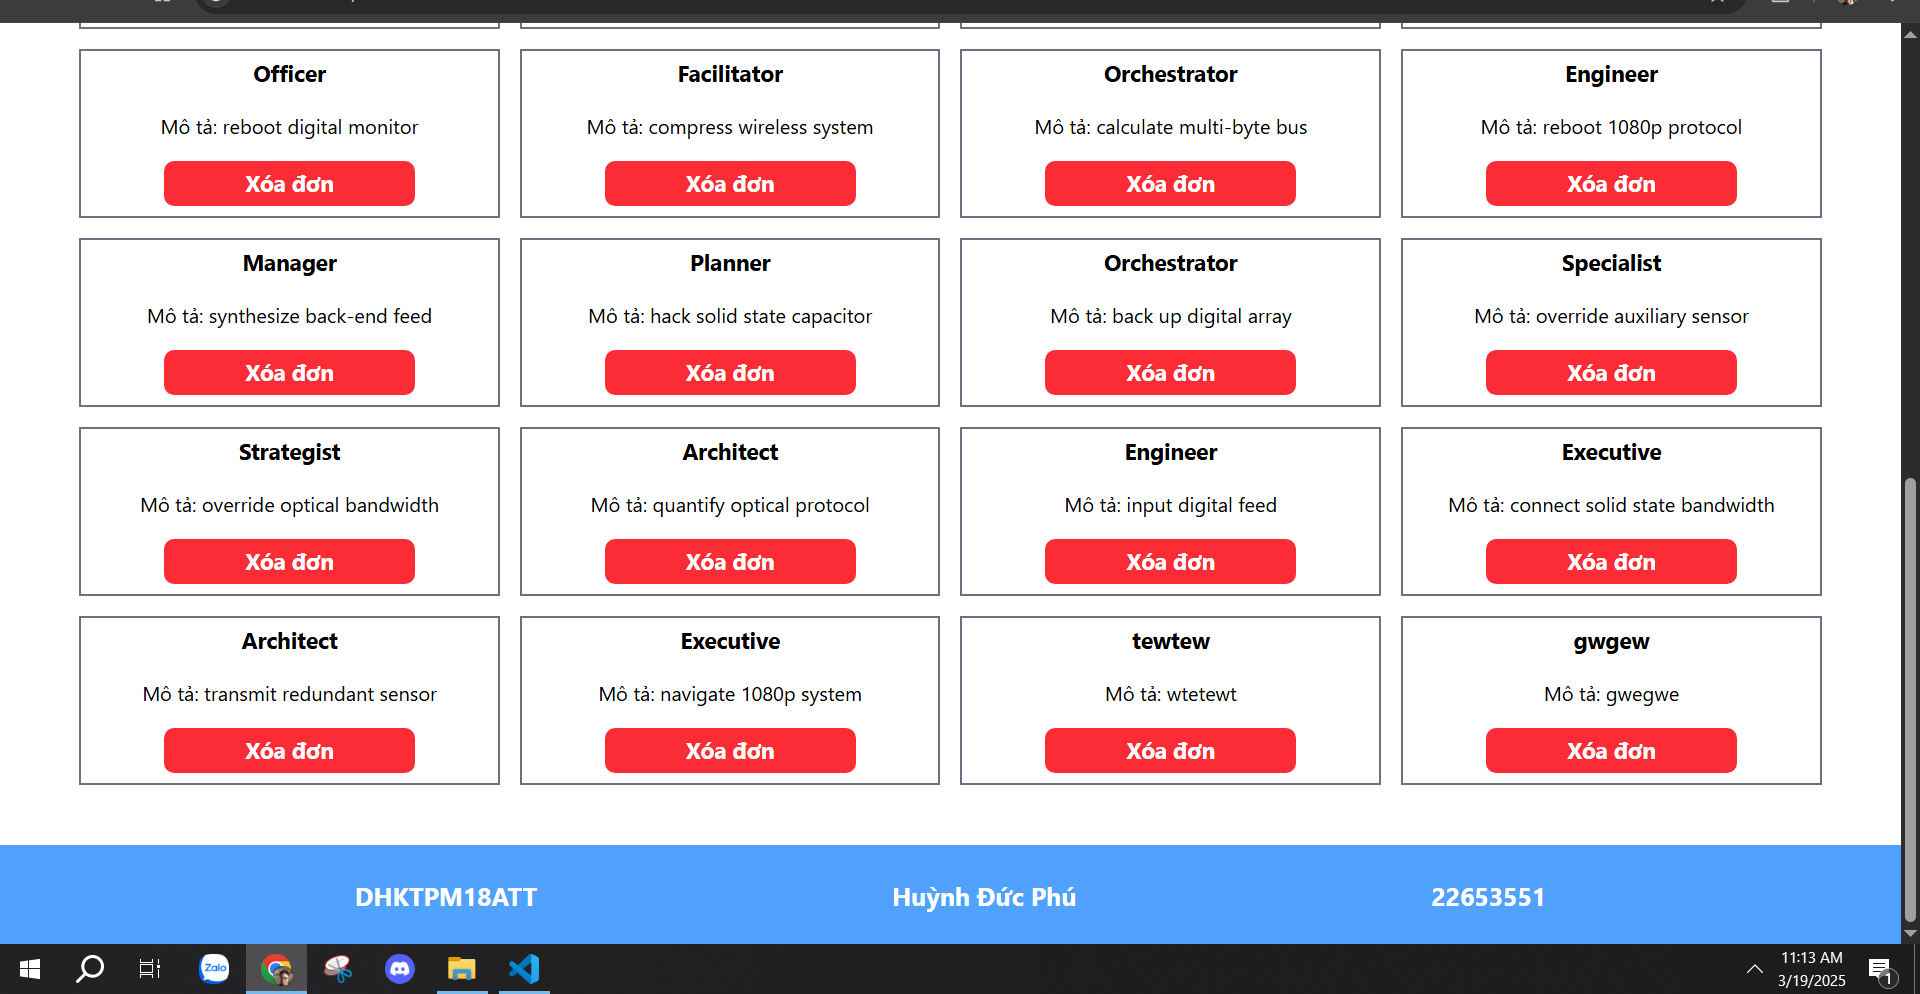 Officer
Facilitator
Orchestrator
Engineer
Mô tả: reboot digital monitor
Mô tả: compress wireless system
Mô tả: calculate multi-byte bus
Mô tả: reboot 1080p protocol
Xóa đơn
Xóa đơn
Xóa đơn
Xóa đơn
Manager
Planner
Orchestrator
Specialist
Mô tả: synthesize back-end feed
Mô tả: hack solid state capacitor
Mô tả: back up digital array
Mô tả: override auxiliary sensor
Xóa đơn
Xóa đơn
Xóa đơn
Xóa đơn
Strategist
Architect
Engineer
Executive
Mô tả: override optical bandwidth
Mô tả: quantify optical protocol
Mô tả: input digital feed
Mô tả: connect solid state bandwidth
Xóa đơn
Xóa đơn
Xóa đơn
Xóa đơn
Architect
Executive
tewtew
gwgew
Mô tả: transmit redundant sensor
Mô tả: navigate 1080p system
Mô tả: wtetewt
Mô tả: gwegwe
Xóa đơn
Xóa đơn
Xóa đơn
Xóa đơn
DHKTPM18ATT
Huỳnh Đức Phú
22653551
Zalo
11:13 AM
3/19/2025
1